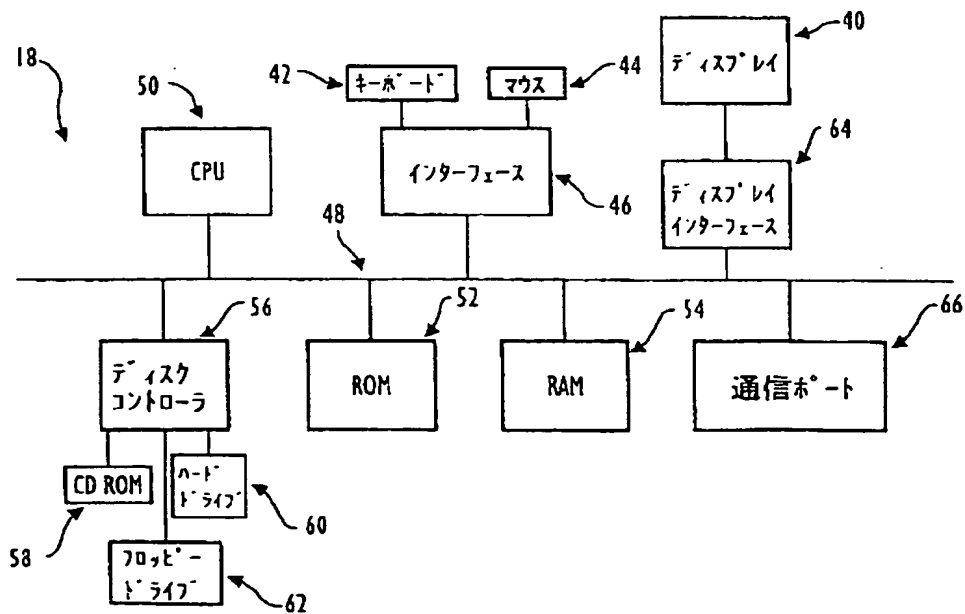 18
50
CPU
42
キーボード
マウス
44
インターフェース
46
ディスプレイ
40
64
ディスプレイ
インターフェース
48
56
ディスク
コントローラ
52
ROM
54
RAM
66
通信ポート
CD ROM
58
ハード
ドライブ
60
フロッピー
ドライブ
62